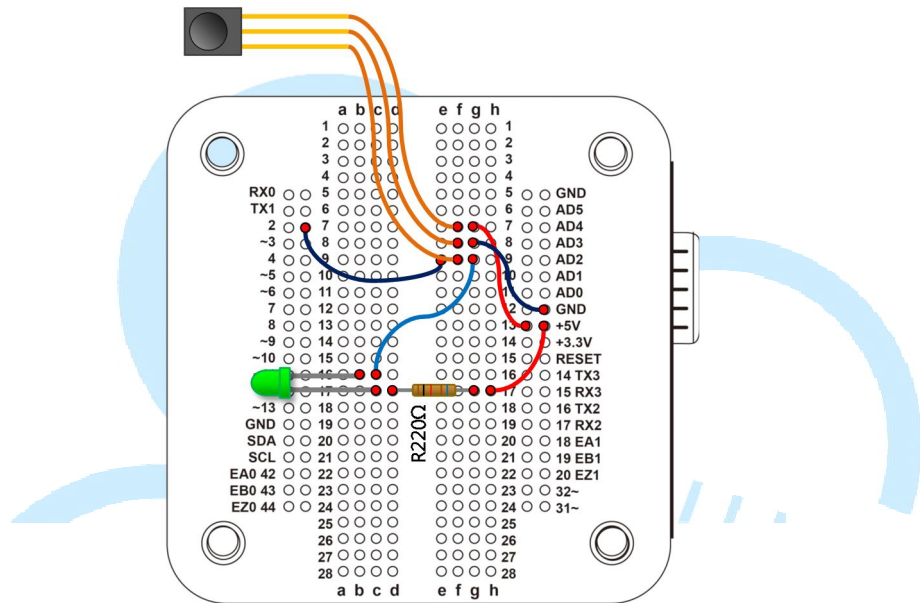 a b c d e f g h
1 1
2 2
3 3
4 4
RX0 5 5 GND
TX1 6 6 AD5
2 7 7 AD4
~3 8 8 AD3
4 9 9 AD2
~5 10 10 AD1
~6 11 1 AD0
7 12 2 GND
8 13 13 +5V
~9 14 14 +3.3V
~10 15 15 RESET
16 16 14 TX3
17 17 15 RX3
R220Ω
~13 18 18 16 TX2
GND 19 19 17 RX2
SDA 20 20 18 EA1
SCL 21 21 19 EB1
EA0 42 22 22 20 EZ1
EB0 43 23 23 32~
EZ0 44 24 24 31~
25 25
26 26
27 27
28 28
a b c d e f g h